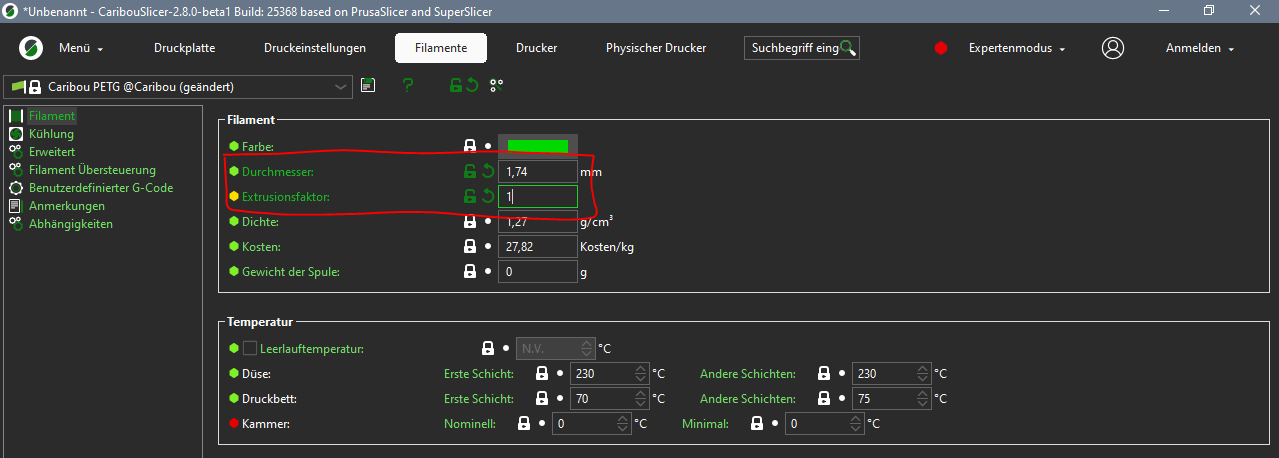 *Unbenannt - CaribouSlicer-2.8.0-beta1 Build: 25368 based on PrusaSlicer and SuperSlicer
Menü Druckplatte Druckeinstellungen Filamente Drucker Physischer Drucker Suchbegriff eing Expertenmodus Anmelden
Caribou PETG @Caribou (geändert) ?
Filament
Kühlung
Erweitert
Filament Übersteuerung
Benutzerdefinierter G-Code
Anmerkungen
Abhängigkeiten
Filament
Farbe:
Durchmesser: 1,74 mm
Extrusionsfaktor: 1
Dichte: 1,27 g/cm³
Kosten: 27,82 Kosten/kg
Gewicht der Spule: 0 g
Temperatur
Leerlauftemperatur: N.V. °C
Düse: Erste Schicht: 230 °C Andere Schichten: 230 °C
Druckbett: Erste Schicht: 70 °C Andere Schichten: 75 °C
Kammer: Nominell: 0 °C Minimal: 0 °C